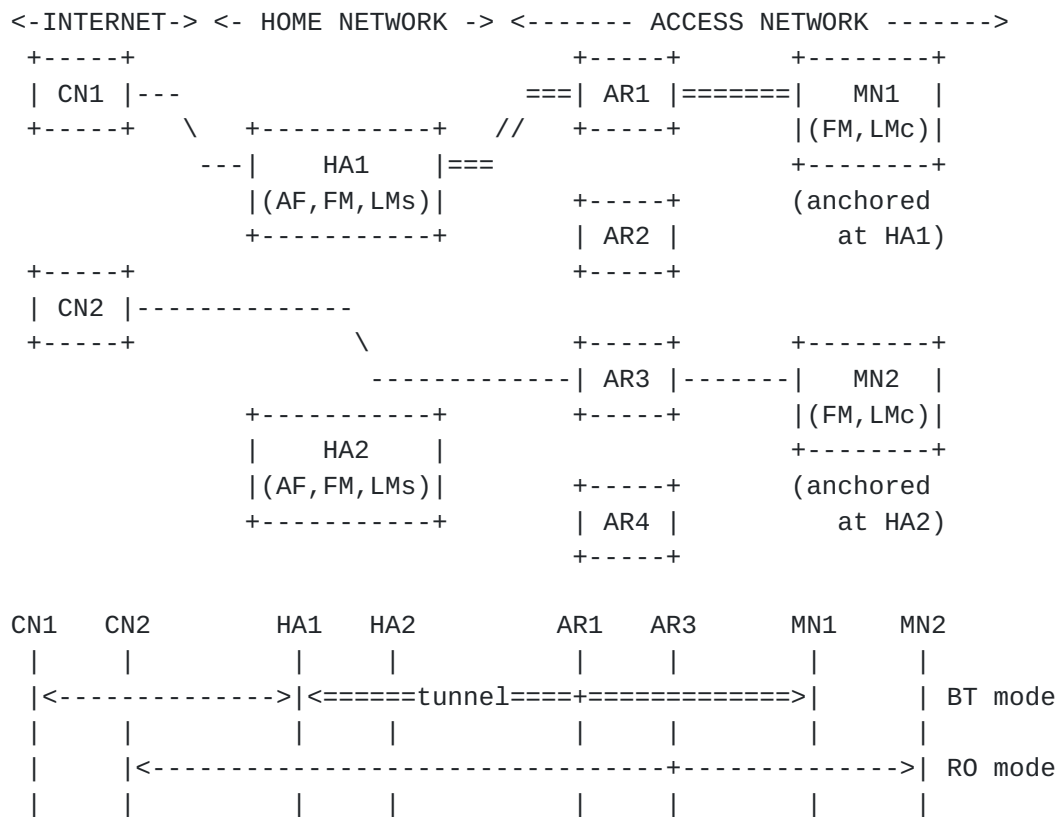 <-INTERNET-> <- HOME NETWORK -> <------- ACCESS NETWORK ------->
 +-----+                            +-----+      +--------+
 | CN1 |---                      ===| AR1 |=======|   MN1  |
 +-----+   \   +-----------+   //   +-----+      |(FM,LMc)|
            ---|    HA1    |===                  +--------+
               |(AF,FM,LMs)|        +-----+      (anchored
               +-----------+        | AR2 |         at HA1)
 +-----+                            +-----+
 | CN2 |--------------
 +-----+              \             +-----+      +--------+
                       -------------| AR3 |-------|   MN2  |
               +-----------+        +-----+      |(FM,LMc)|
               |    HA2    |                     +--------+
               |(AF,FM,LMs)|        +-----+      (anchored
               +-----------+        | AR4 |         at HA2)
                                    +-----+

CN1   CN2        HA1   HA2         AR1   AR3       MN1    MN2
 |     |          |     |           |     |         |      |
 |<-------------->|<======tunnel====+=============>|      | BT mode
 |     |          |     |           |     |         |      |
 |     |<---------------------------------+-------------->| RO mode
 |     |          |     |           |     |         |      |